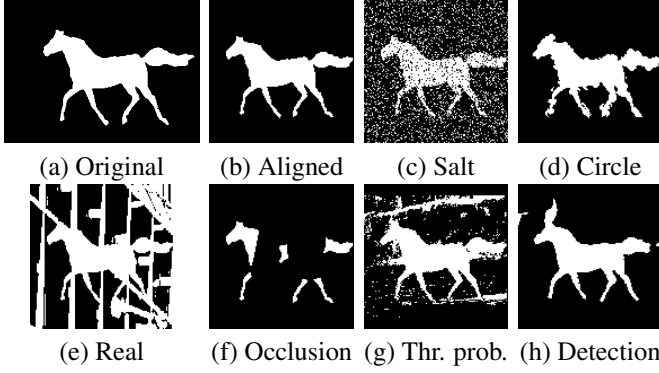 (a) Original (b) Aligned (c) Salt (d) Circle
(e) Real (f) Occlusion (g) Thr. prob. (h) Detection